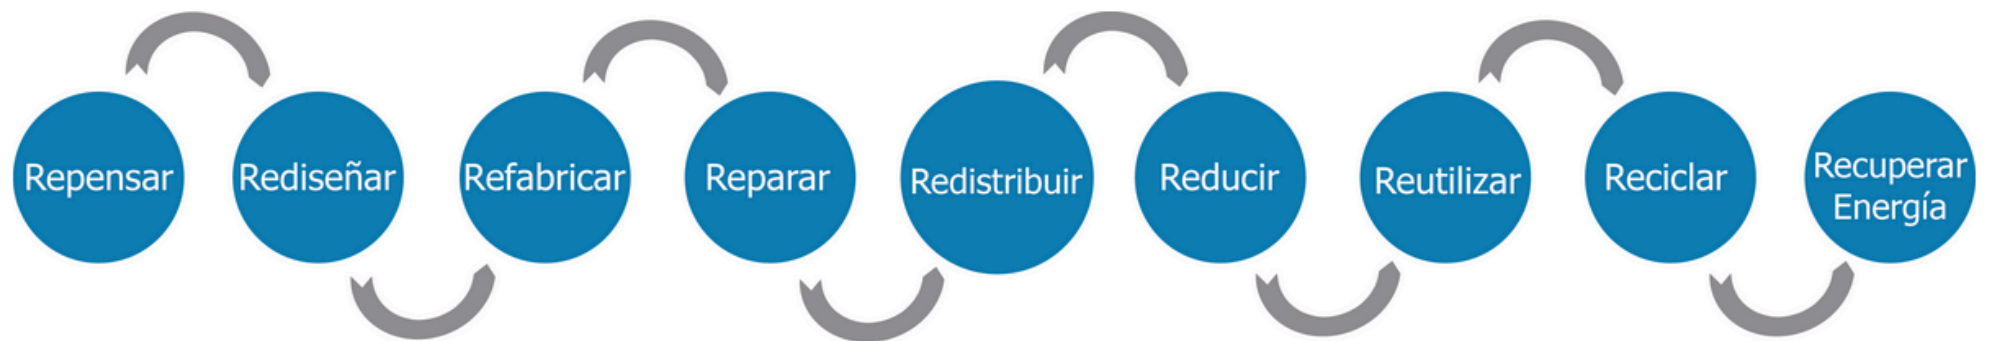 Repensar
Rediseñar
Refabricar
Reparar
Redistribuir
Reducir
Reutilizar
Reciclar
Recuperar
Energía